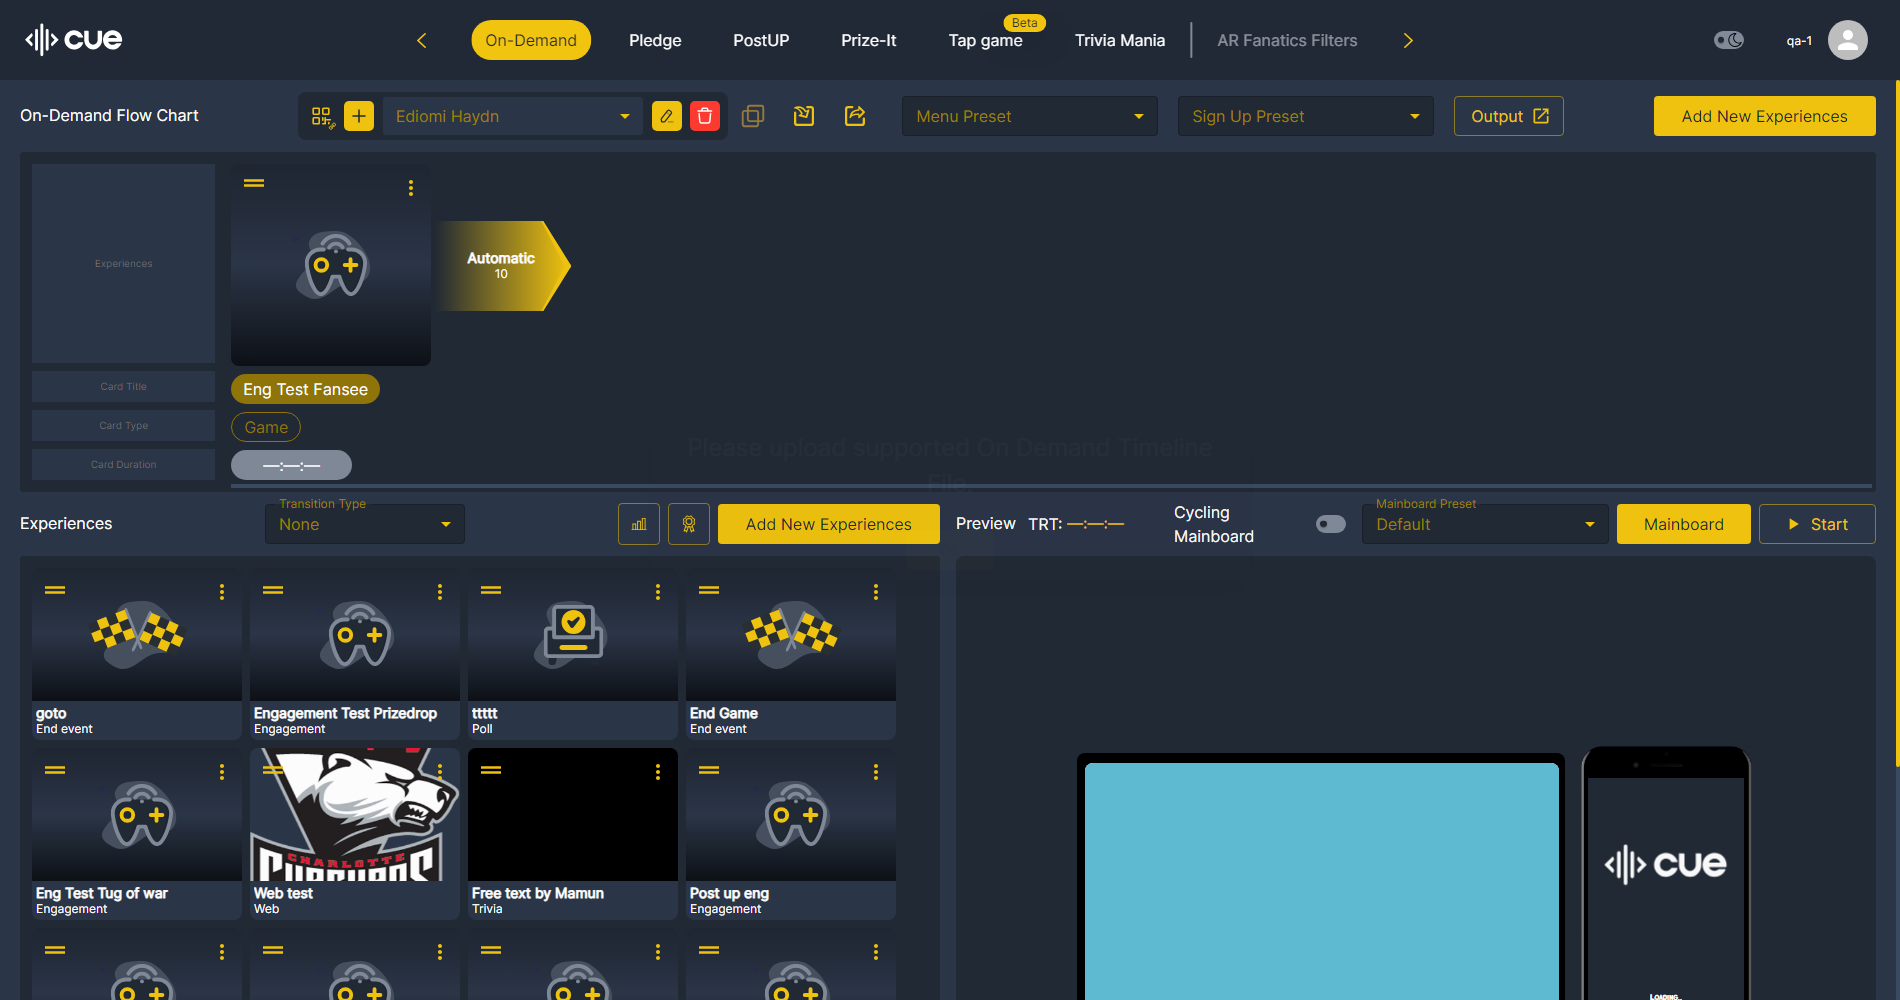 cue
On-Demand
Pledge
PostUP
Prize-It
Tap game
Beta
Trivia Mania
AR Fanatics Filters
qa-1
On-Demand Flow Chart
Ediomi Haydn
Menu Preset
Sign Up Preset
Output
Add New Experiences
Experiences
Automatic
10
Card Title
Eng Test Fansee
Card Type
Game
Card Duration
—:—:—
Please upload supported On Demand Timeline
File.
Experiences
Transition Type
None
Add New Experiences
Preview
TRT: —:—:—
Cycling
Mainboard
Mainboard Preset
Default
Mainboard
Start
goto
End event
Engagement Test Prizedrop
Engagement
ttttt
Poll
End Game
End event
CHARLOTTE
Eng Test Tug of war
Engagement
Web test
Web
Free text by Mamun
Trivia
Post up eng
Engagement
cue
LOADING..